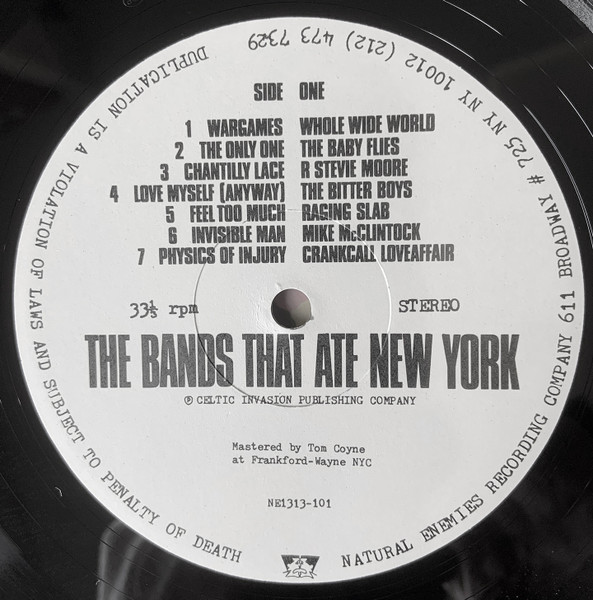 SIDE ONE
1 WARGAMES WHOLE WIDE WORLD
2 THE ONLY ONE THE BABY FLIES
3 CHANTILLY LACE R STEVIE MOORE
4 LOVE MYSELF (ANYWAY) THE BITTER BOYS
5 FEEL TOO MUCH RAGING SLAB
6 INVISIBLE MAN MIKE McCLINTOCK
7 PHYSICS OF INJURY CRANKCALL LOVEAFFAIR
33⅓ rpm STEREO
THE BANDS THAT ATE NEW YORK
℗ CELTIC INVASION PUBLISHING COMPANY
Mastered by Tom Coyne
at Frankford-Wayne NYC
NE1313-101
NATURAL ENEMIES RECORDING COMPANY 611 BROADWAY # 725 NY NY 10012 (212) 473 7329
DUPLICATION IS A VIOLATION OF LAWS AND SUBJECT TO PENALTY OF DEATH